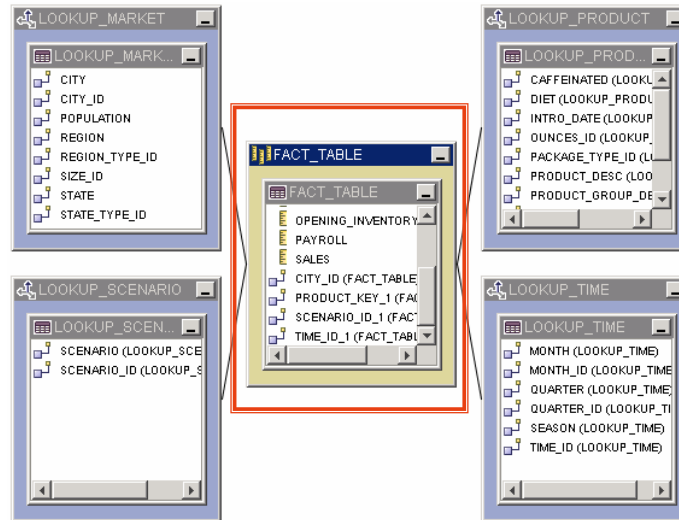 LOOKUP_MARKET
LOOKUP_MARK...
CITY
CITY_ID
POPULATION
REGION
REGION_TYPE_ID
SIZE_ID
STATE
STATE_TYPE_ID
LOOKUP_PRODUCT
LOOKUP_PROD...
CAFFEINATED (LOOKU
DIET (LOOKUP_PRODU
INTRO_DATE (LOOKUP
OUNCES_ID (LOOKUP_
PACKAGE_TYPE_ID (L
PRODUCT_DESC (LOO
PRODUCT_GROUP_DE
FACT_TABLE
FACT_TABLE
OPENING_INVENTORY
PAYROLL
SALES
CITY_ID (FACT_TABLE
PRODUCT_KEY_1 (FAC
SCENARIO_ID_1 (FACT
TIME_ID_1 (FACT_TABL
LOOKUP_SCENARIO
LOOKUP_SCEN...
SCENARIO (LOOKUP_SCE
SCENARIO_ID (LOOKUP_S
LOOKUP_TIME
LOOKUP_TIME
MONTH (LOOKUP_TIME)
MONTH_ID (LOOKUP_TIME
QUARTER (LOOKUP_TIME)
QUARTER_ID (LOOKUP_TI
SEASON (LOOKUP_TIME)
TIME_ID (LOOKUP_TIME)